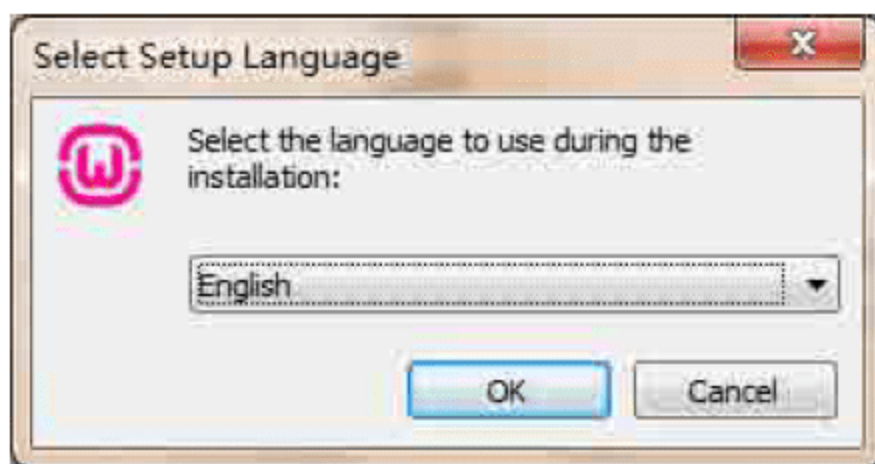 Select Setup Language
Select the language to use during the
installation:
English
OK
Cancel